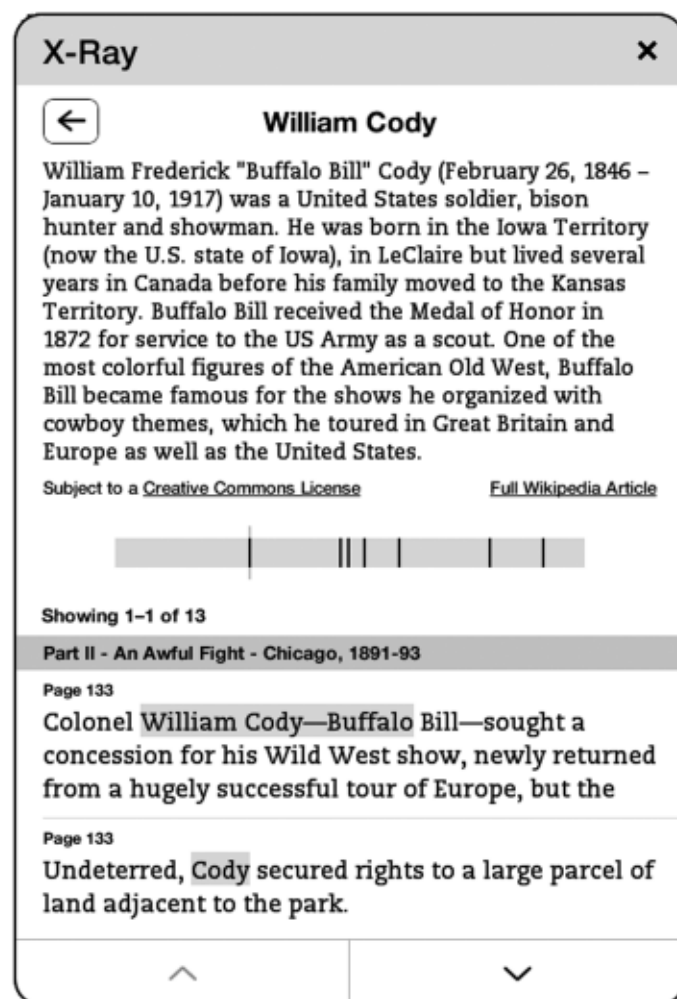 X-Ray
William Cody
William Frederick "Buffalo Bill" Cody (February 26, 1846 –
January 10, 1917) was a United States soldier, bison
hunter and showman. He was born in the Iowa Territory
(now the U.S. state of Iowa), in LeClaire but lived several
years in Canada before his family moved to the Kansas
Territory. Buffalo Bill received the Medal of Honor in
1872 for service to the US Army as a scout. One of the
most colorful figures of the American Old West, Buffalo
Bill became famous for the shows he organized with
cowboy themes, which he toured in Great Britain and
Europe as well as the United States.
Subject to a Creative Commons License Full Wikipedia Article
Showing 1–1 of 13
Part II - An Awful Fight - Chicago, 1891-93
Page 133
Colonel William Cody—Buffalo Bill—sought a
concession for his Wild West show, newly returned
from a hugely successful tour of Europe, but the
Page 133
Undeterred, Cody secured rights to a large parcel of
land adjacent to the park.